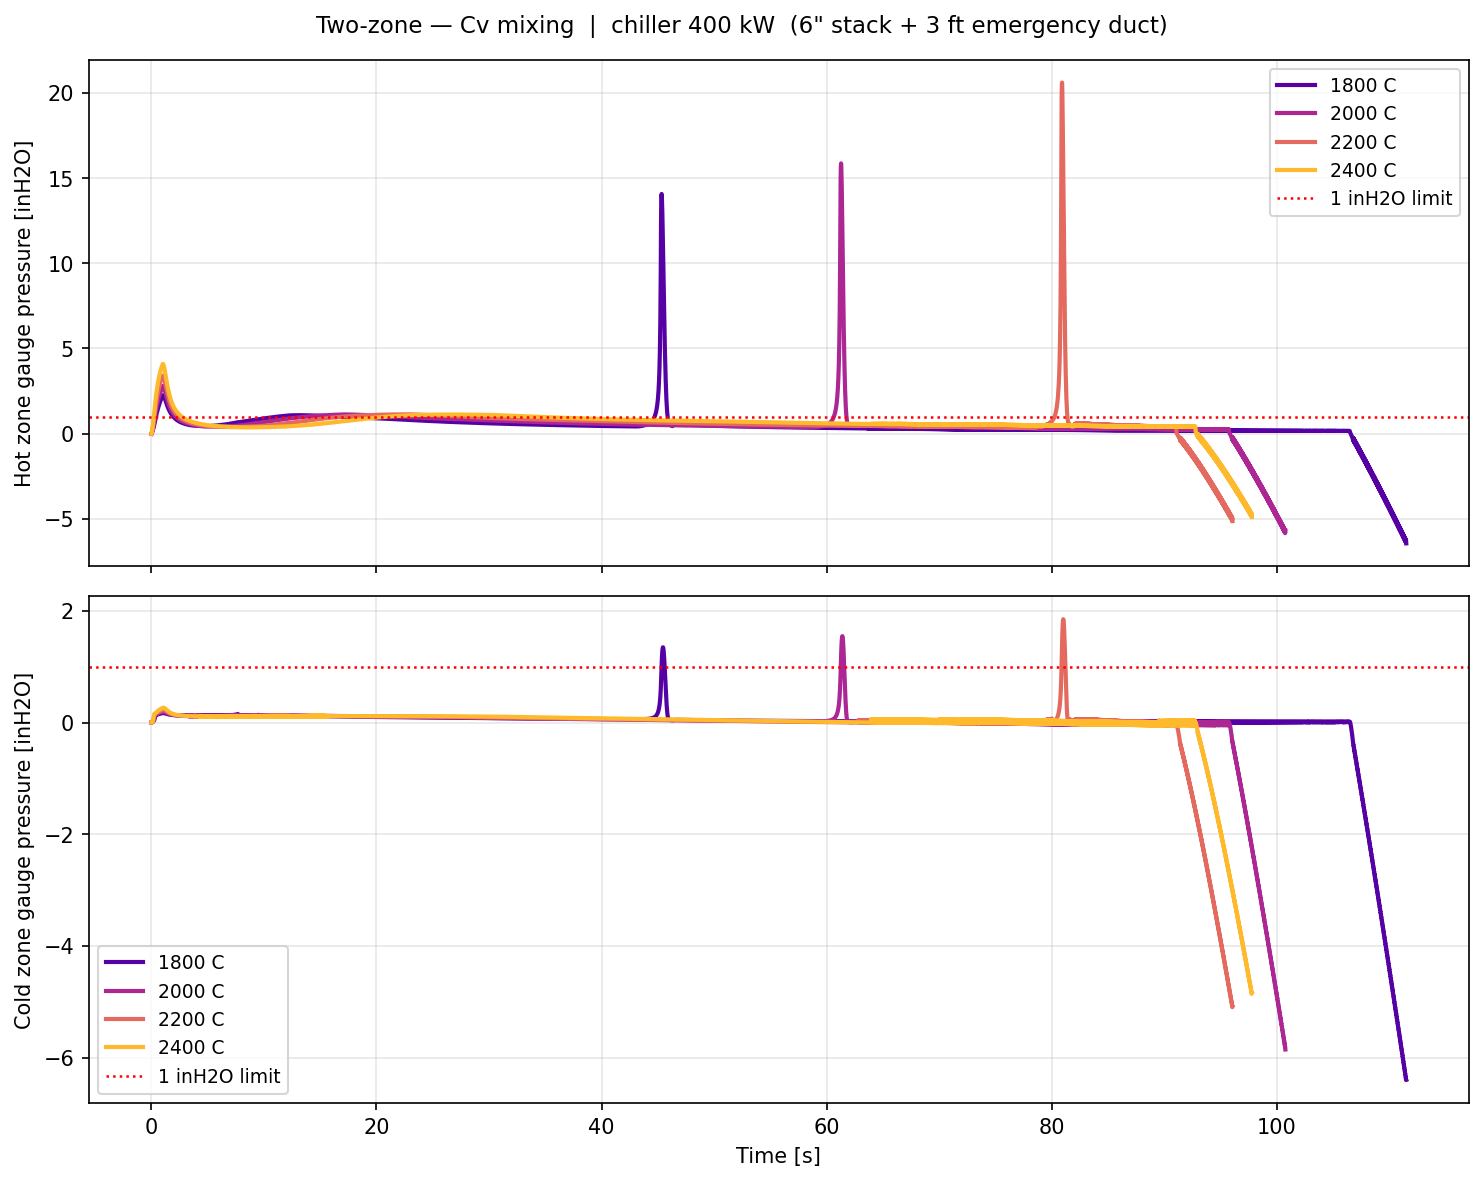 Two-zone — Cv mixing | chiller 400 kW (6" stack + 3 ft emergency duct)
Hot zone gauge pressure [inH2O]
20
15
10
5
0
−5
1800 C
2000 C
2200 C
2400 C
1 inH2O limit
Cold zone gauge pressure [inH2O]
2
0
−2
−4
−6
1800 C
2000 C
2200 C
2400 C
1 inH2O limit
0 20 40 60 80 100
Time [s]